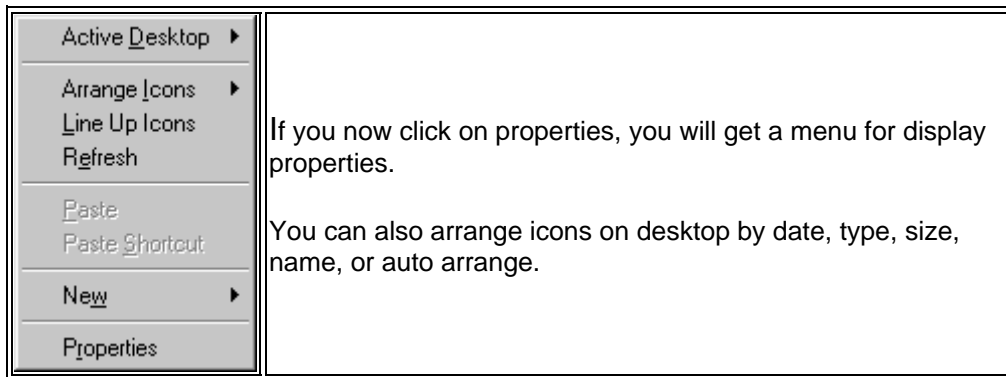 Active Desktop
Arrange Icons
Line Up Icons
Refresh
Paste
Paste Shortcut
New
Properties
If you now click on properties, you will get a menu for display
properties.
You can also arrange icons on desktop by date, type, size,
name, or auto arrange.